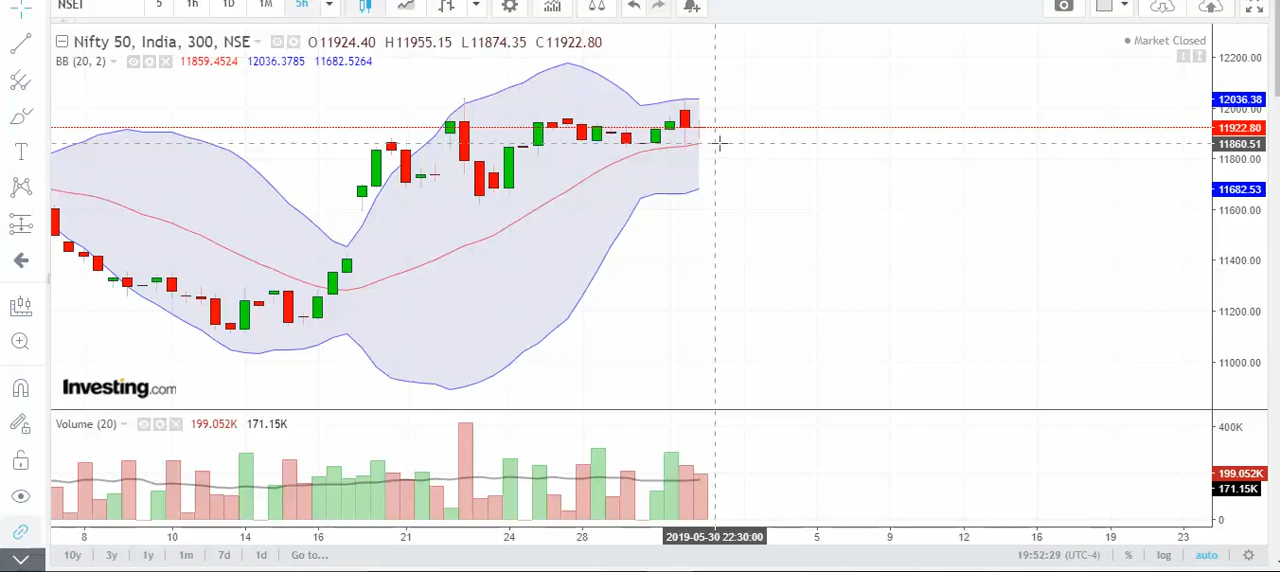 NSEI 5 1h 1D 1M 5h
Nifty 50, India, 300, NSE O11924.40 H11955.15 L11874.35 C11922.80
Market Closed
BB (20, 2) 11859.4524 12036.3785 11682.5264
12200.00
12036.38
12000.00
11922.80
11860.51
11800.00
11682.53
11600.00
11400.00
11200.00
11000.00
Investing.com
Volume (20) 199.052K 171.15K
400K
199.052K
171.15K
0
8 10 14 16 21 24 28 2019-05-30 22:30:00 5 9 12 16 19 23
10y 3y 1y 1m 7d 1d Go to... 19:52:29 (UTC-4) % log auto